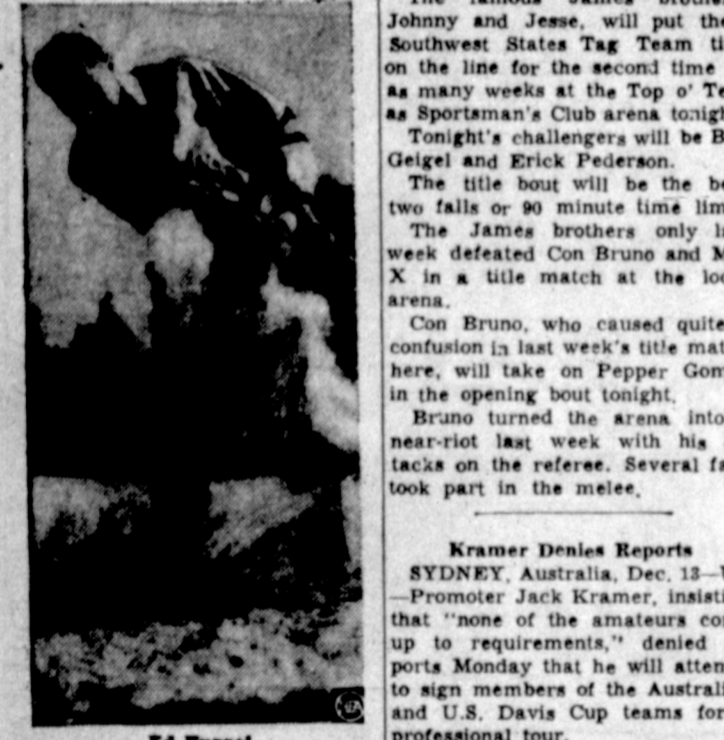 Johnny and Jesse, will put
Southwest States Tag Team
on the line for the second time
as many weeks at the Top o'
as Sportsman's Club arena
Tonight's challengers will be
Geigel and Erick Pederson.
The title bout will be the
two falls or 90 minute time
The James brothers only
week defeated Con Bruno and
X in a title match at the
arena.
Con Bruno, who caused quite
confusion in last week's title
here, will take on Pepper
in the opening bout tonight.
Bruno turned the arena into
near-riot last week with his
tacks on the referee. Several
took part in the melee.
Kramer Denies Reports
SYDNEY, Australia, Dec. 13—
—Promoter Jack Kramer,
that "none of the amateurs
up to requirements," denied
ports Monday that he will
to sign members of the
and U.S. Davis Cup teams for
professional tour.
NEA